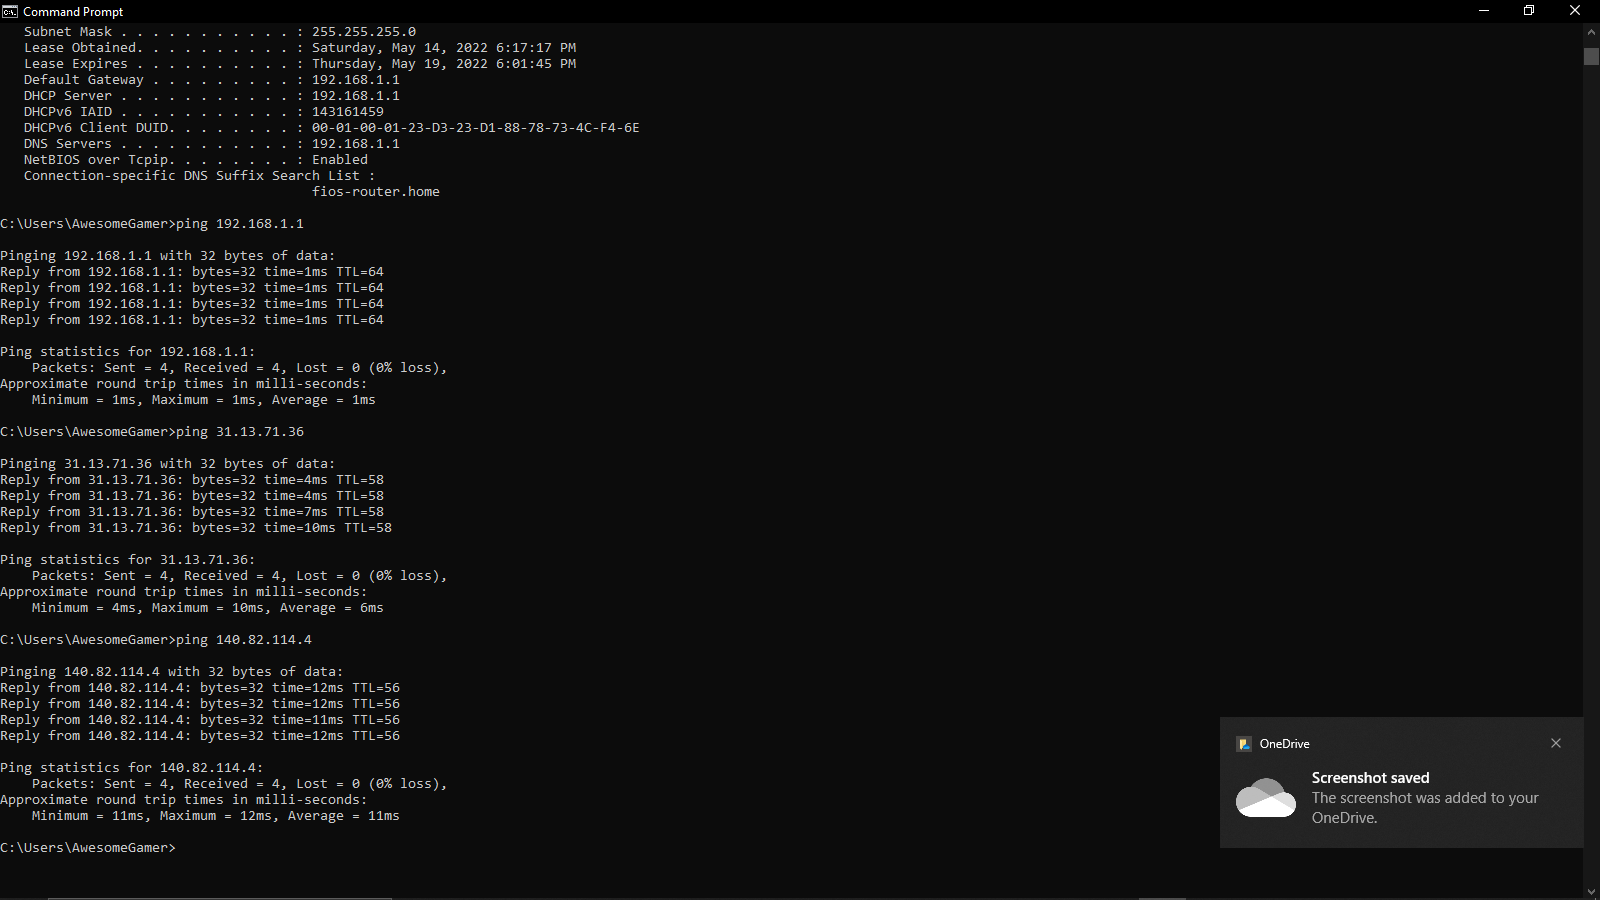 Command Prompt
Subnet Mask . . . . . . . . . . . : 255.255.255.0
Lease Obtained. . . . . . . . . . : Saturday, May 14, 2022 6:17:17 PM
Lease Expires . . . . . . . . . . : Thursday, May 19, 2022 6:01:45 PM
Default Gateway . . . . . . . . . : 192.168.1.1
DHCP Server . . . . . . . . . . . : 192.168.1.1
DHCPv6 IAID . . . . . . . . . . . : 143161459
DHCPv6 Client DUID. . . . . . . . : 00-01-00-01-23-D3-23-D1-88-78-73-4C-F4-6E
DNS Servers . . . . . . . . . . . : 192.168.1.1
NetBIOS over Tcpip. . . . . . . . : Enabled
Connection-specific DNS Suffix Search List :
fios-router.home
C:\Users\AwesomeGamer>ping 192.168.1.1
Pinging 192.168.1.1 with 32 bytes of data:
Reply from 192.168.1.1: bytes=32 time=1ms TTL=64
Reply from 192.168.1.1: bytes=32 time=1ms TTL=64
Reply from 192.168.1.1: bytes=32 time=1ms TTL=64
Reply from 192.168.1.1: bytes=32 time=1ms TTL=64
Ping statistics for 192.168.1.1:
Packets: Sent = 4, Received = 4, Lost = 0 (0% loss),
Approximate round trip times in milli-seconds:
Minimum = 1ms, Maximum = 1ms, Average = 1ms
C:\Users\AwesomeGamer>ping 31.13.71.36
Pinging 31.13.71.36 with 32 bytes of data:
Reply from 31.13.71.36: bytes=32 time=4ms TTL=58
Reply from 31.13.71.36: bytes=32 time=4ms TTL=58
Reply from 31.13.71.36: bytes=32 time=7ms TTL=58
Reply from 31.13.71.36: bytes=32 time=10ms TTL=58
Ping statistics for 31.13.71.36:
Packets: Sent = 4, Received = 4, Lost = 0 (0% loss),
Approximate round trip times in milli-seconds:
Minimum = 4ms, Maximum = 10ms, Average = 6ms
C:\Users\AwesomeGamer>ping 140.82.114.4
Pinging 140.82.114.4 with 32 bytes of data:
Reply from 140.82.114.4: bytes=32 time=12ms TTL=56
Reply from 140.82.114.4: bytes=32 time=12ms TTL=56
Reply from 140.82.114.4: bytes=32 time=11ms TTL=56
Reply from 140.82.114.4: bytes=32 time=12ms TTL=56
Ping statistics for 140.82.114.4:
Packets: Sent = 4, Received = 4, Lost = 0 (0% loss),
Approximate round trip times in milli-seconds:
Minimum = 11ms, Maximum = 12ms, Average = 11ms
C:\Users\AwesomeGamer>
OneDrive
Screenshot saved
The screenshot was added to your
OneDrive.